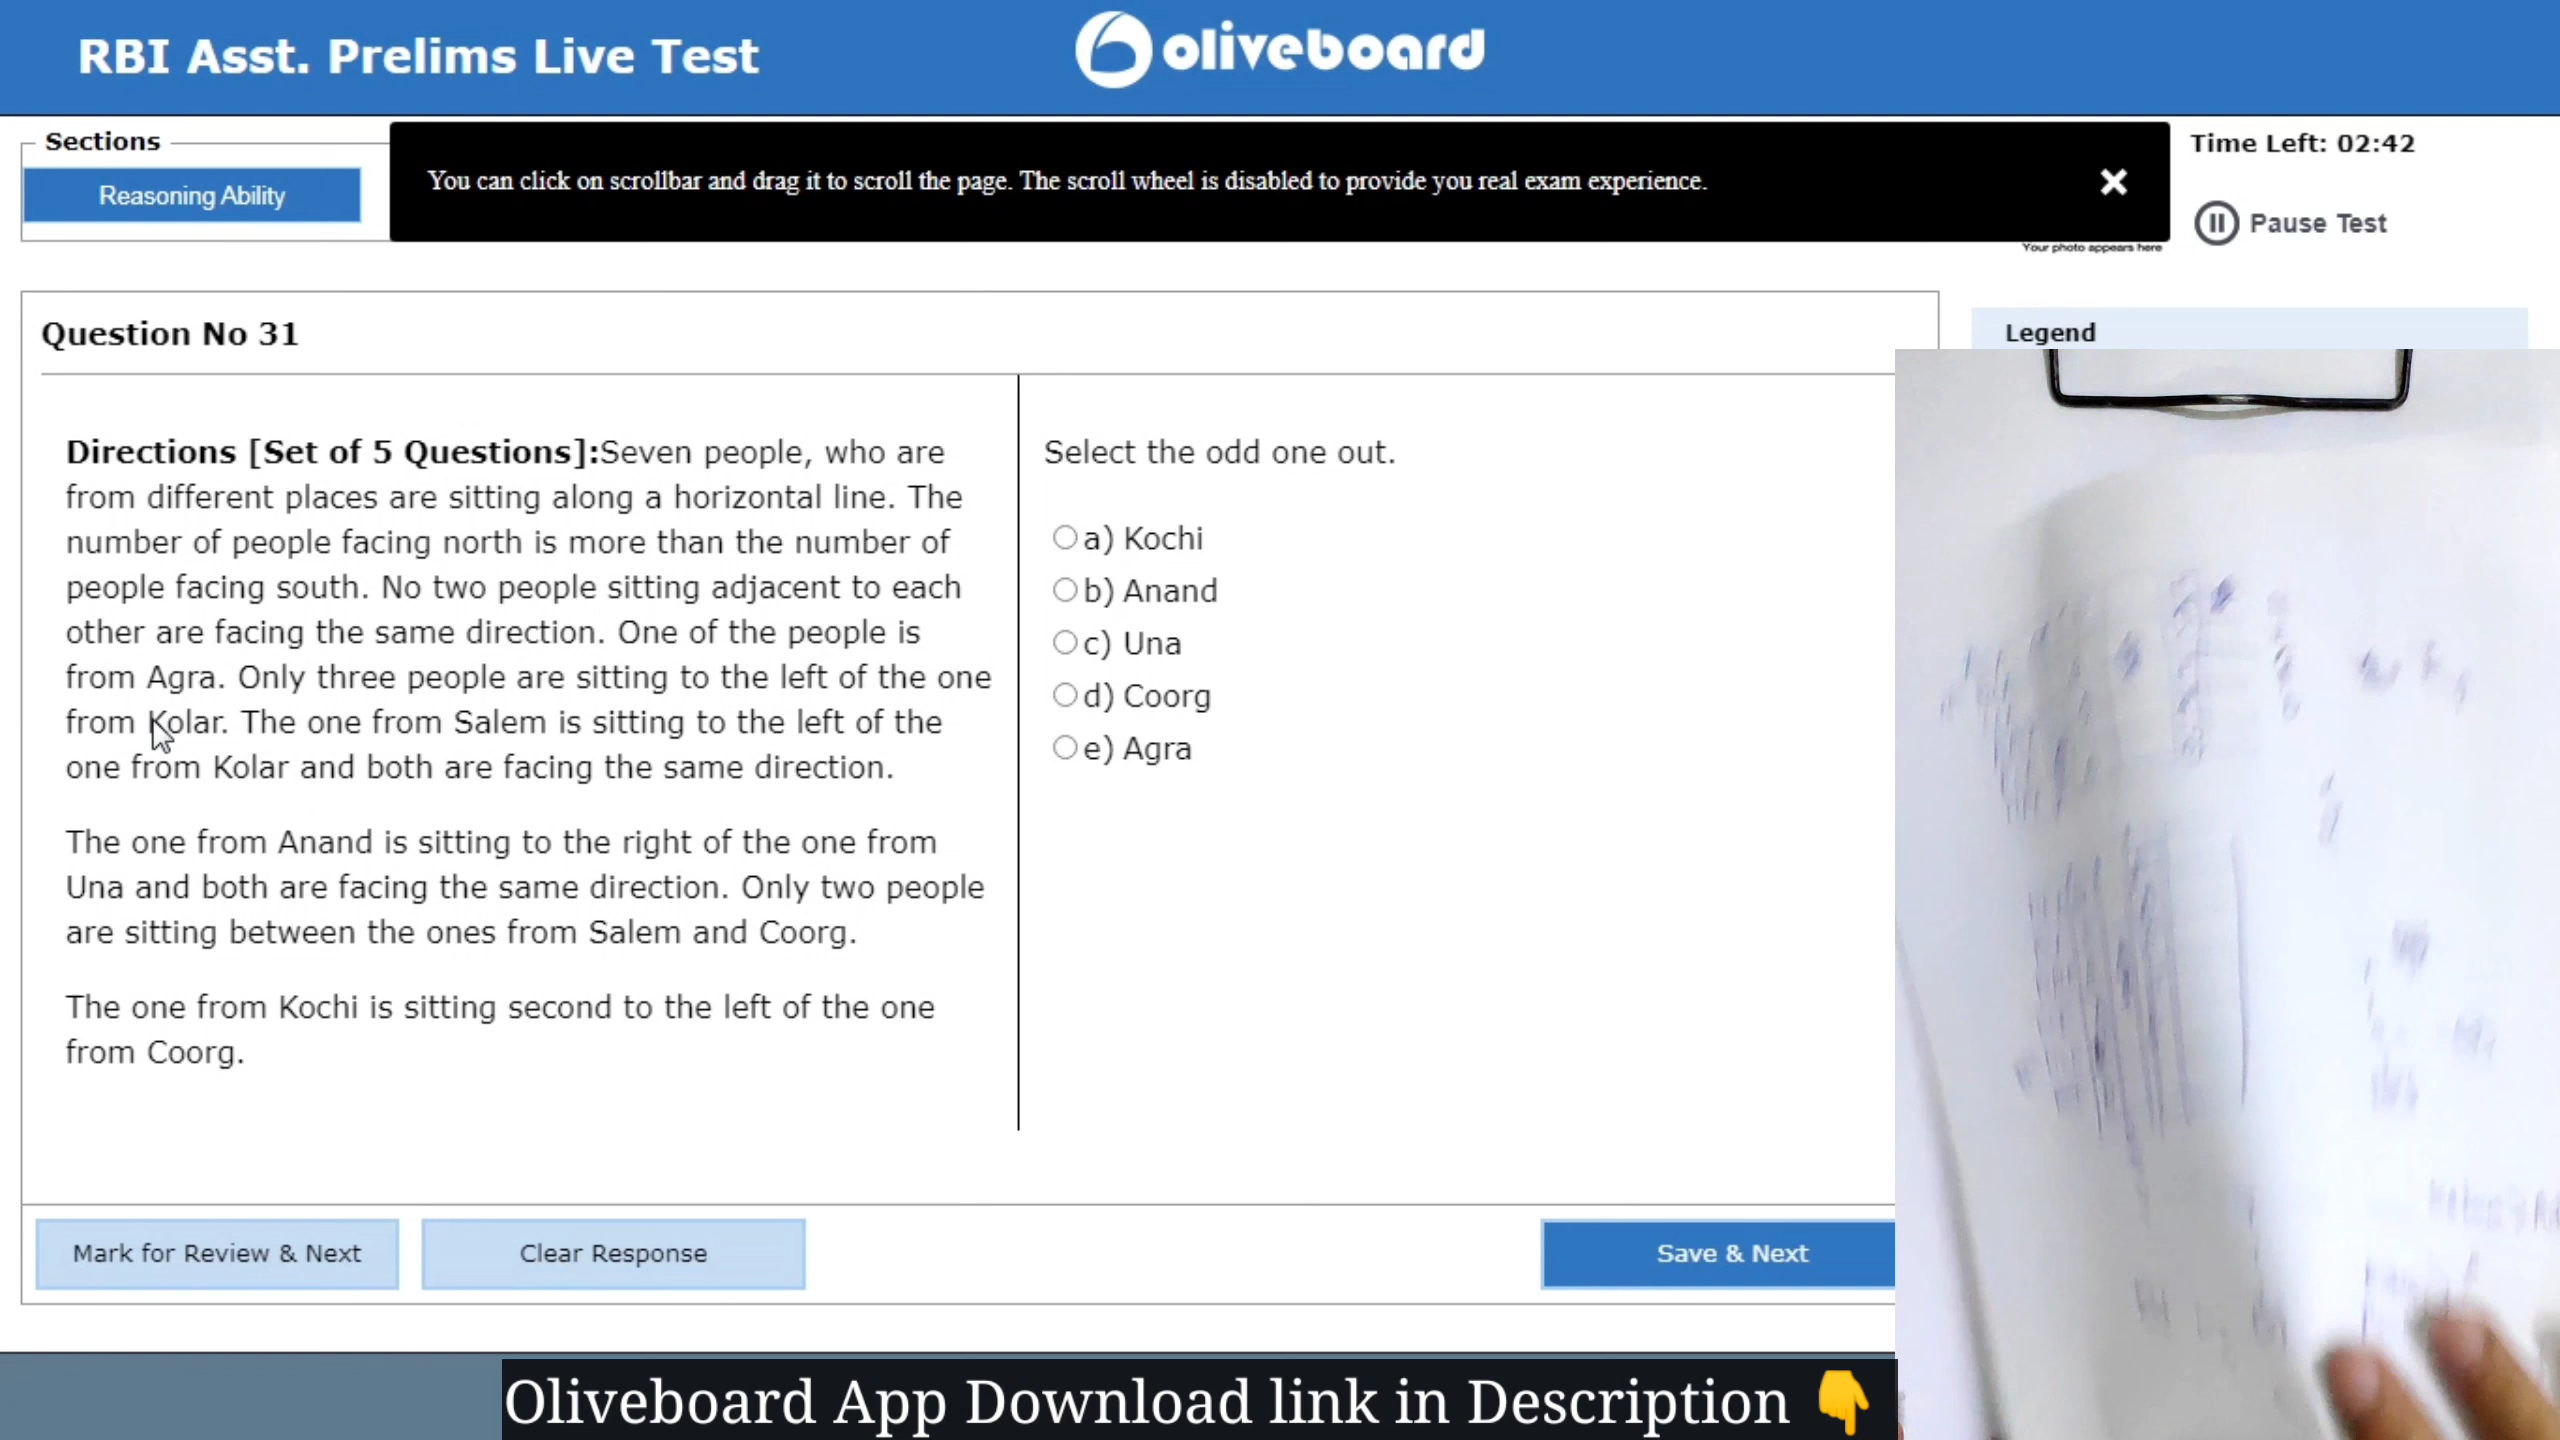 RBI Asst. Prelims Live Test
oliveboard
Sections
Reasoning Ability
You can click on scrollbar and drag it to scroll the page. The scroll wheel is disabled to provide you real exam experience.
Time Left: 02:42
Your photo appears here
Pause Test
Question No 31
Legend
Directions [Set of 5 Questions]:Seven people, who are
from different places are sitting along a horizontal line. The
number of people facing north is more than the number of
people facing south. No two people sitting adjacent to each
other are facing the same direction. One of the people is
from Agra. Only three people are sitting to the left of the one
from Kolar. The one from Salem is sitting to the left of the
one from Kolar and both are facing the same direction.
The one from Anand is sitting to the right of the one from
Una and both are facing the same direction. Only two people
are sitting between the ones from Salem and Coorg.
The one from Kochi is sitting second to the left of the one
from Coorg.
Select the odd one out.
a) Kochi
b) Anand
c) Una
d) Coorg
e) Agra
Mark for Review & Next
Clear Response
Save & Next
Oliveboard App Download link in Description 👇